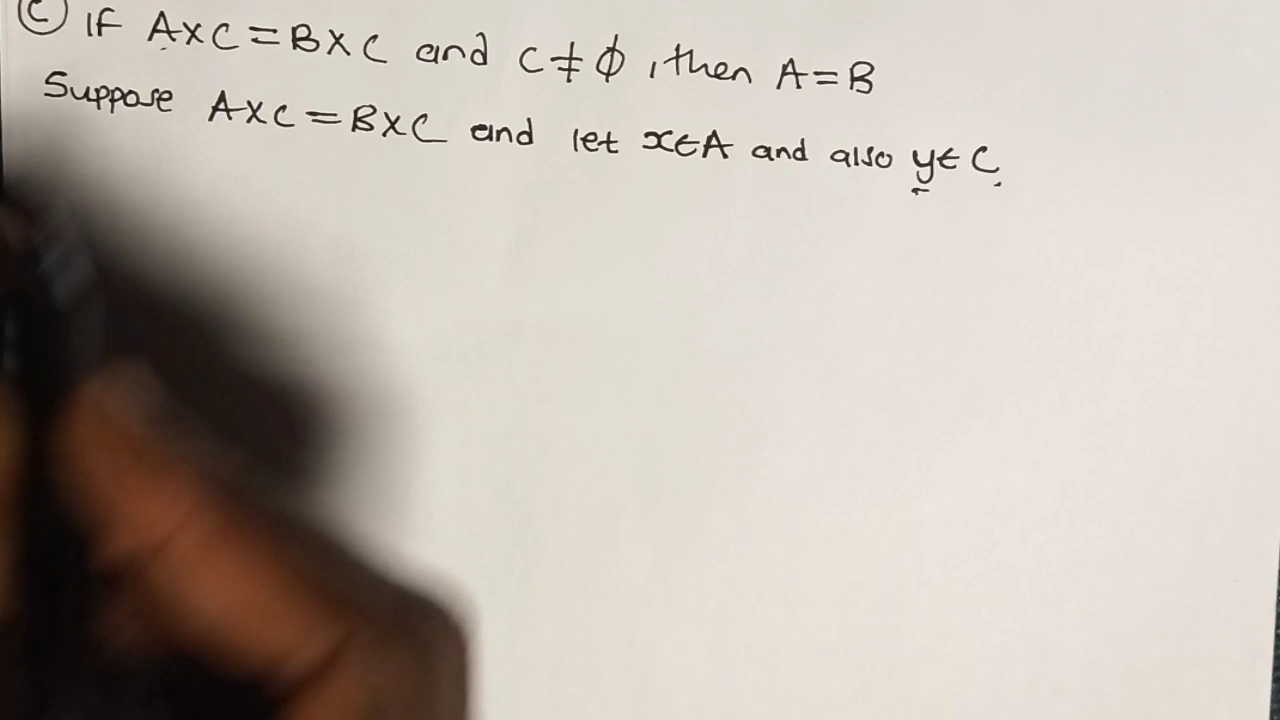 Ⓒ If A×C=B×C and C≠ϕ, then A=B
Suppose A×C=B×C and let x∈A and also y∈C.